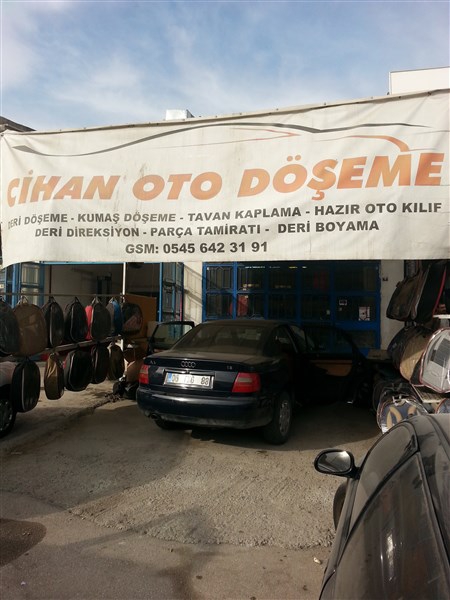 CİHAN OTO DÖŞEME
DERİ DÖŞEME - KUMAŞ DÖŞEME - TAVAN KAPLAMA - HAZIR OTO KILIF
DERİ DİREKSİYON - PARÇA TAMİRATI - DERİ BOYAMA
GSM: 0545 642 31 91